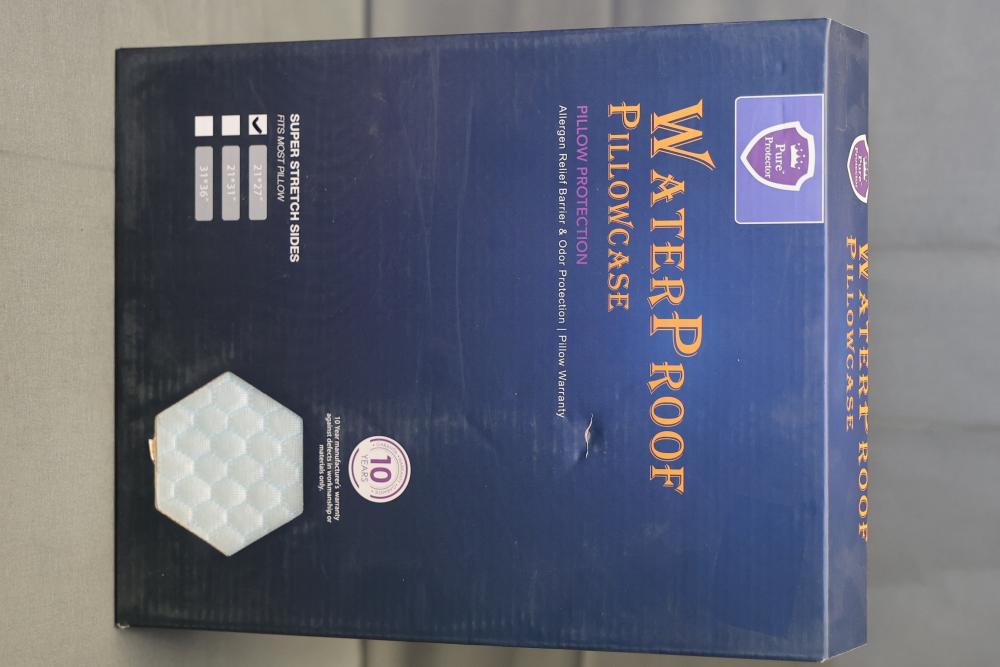 Pure
Protector
WATERPROOF
PILLOWCASE
PILLOW PROTECTION
Allergen Relief Barrier & Odor Protection | Pillow Warranty
10
YEARS
10 Year manufacturer's warranty
against defects in workmanship or
materials only.
SUPER STRETCH SIDES
FITS MOST PILLOW
21*27"
21*31"
31*36"
Pure
Protector
WATERPROOF
PILLOWCASE